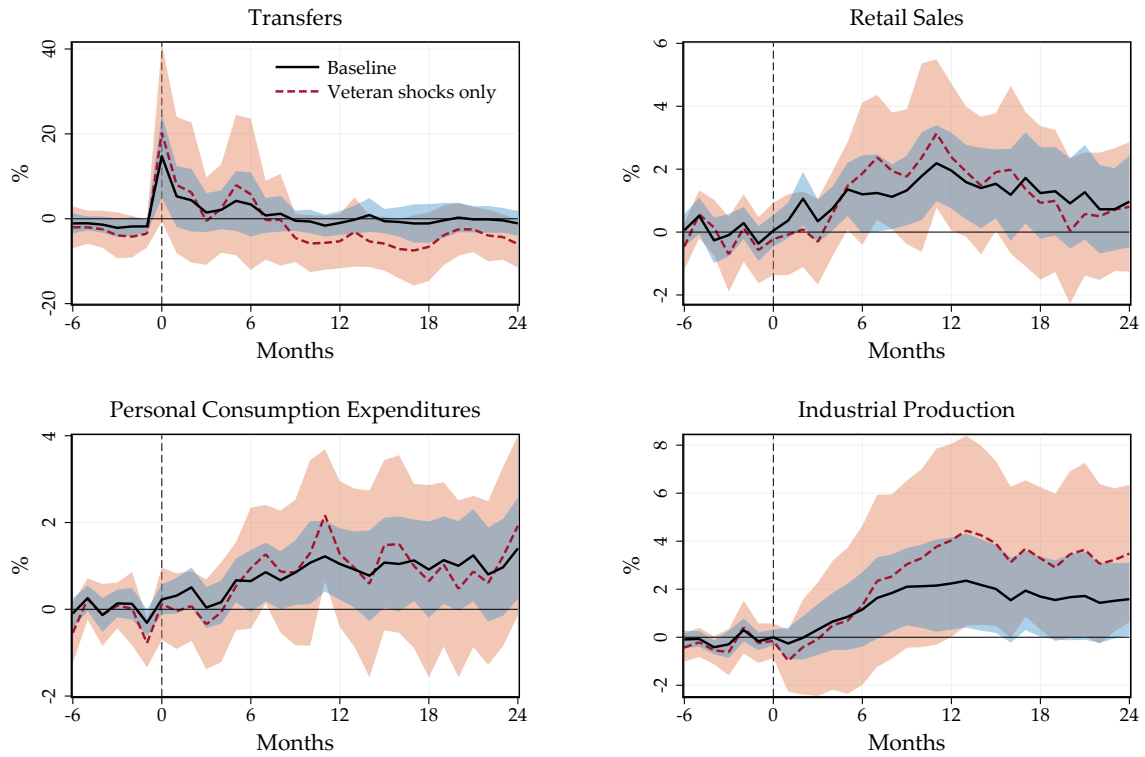 Transfers
40
20
0
-20
%
Baseline
Veteran shocks only
-6 0 6 12 18 24
Months
Retail Sales
6
4
2
0
-2
%
-6 0 6 12 18 24
Months
Personal Consumption Expenditures
4
2
0
-2
%
-6 0 6 12 18 24
Months
Industrial Production
8
6
4
2
0
-2
%
-6 0 6 12 18 24
Months